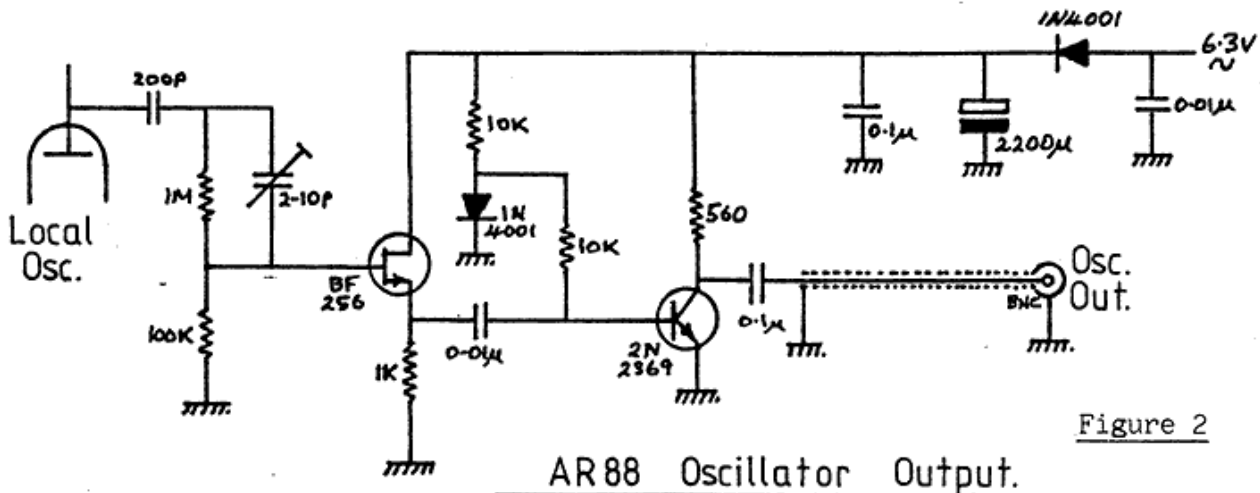 1N4001
6.3V
~
200p
10K
0.1µ
2200µ
0.01µ
1M
2-10p
1N
4001
10K
560
Local
Osc.
BF
256
Osc.
Out.
BNC
100K
1K
0.01µ
2N
2369
0.1µ
Figure 2
AR88 Oscillator Output.